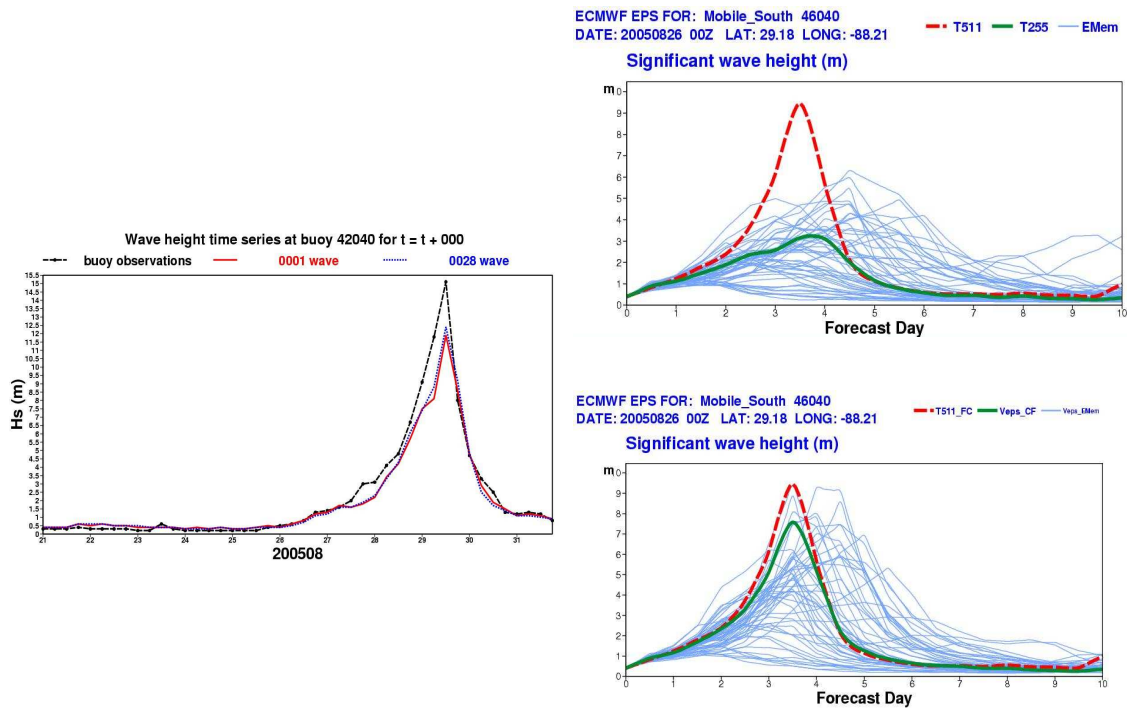 Wave height time series at buoy 42040 for t = t + 000
buoy observations 0001 wave 0028 wave
Hs (m)
15.5
15
14.5
14
13.5
13
12.5
12
11.5
11
10.5
10
9.5
9
8.5
8
7.5
7
6.5
6
5.5
5
4.5
4
3.5
3
2.5
2
1.5
1
0.5
0
21 22 23 24 25 26 27 28 29 30 31
200508
ECMWF EPS FOR: Mobile_South 46040
DATE: 20050826 00Z LAT: 29.18 LONG: -88.21
T511 T255 EMem
Significant wave height (m)
m 0
9
8
7
6
5
4
3
2
1
0
0 1 2 3 4 5 6 7 8 9 10
Forecast Day
ECMWF EPS FOR: Mobile_South 46040
DATE: 20050826 00Z LAT: 29.18 LONG: -88.21
T511_FC Veps_CF Veps_EMem
Significant wave height (m)
m 0
9
8
7
6
5
4
3
2
1
0
0 1 2 3 4 5 6 7 8 9 10
Forecast Day